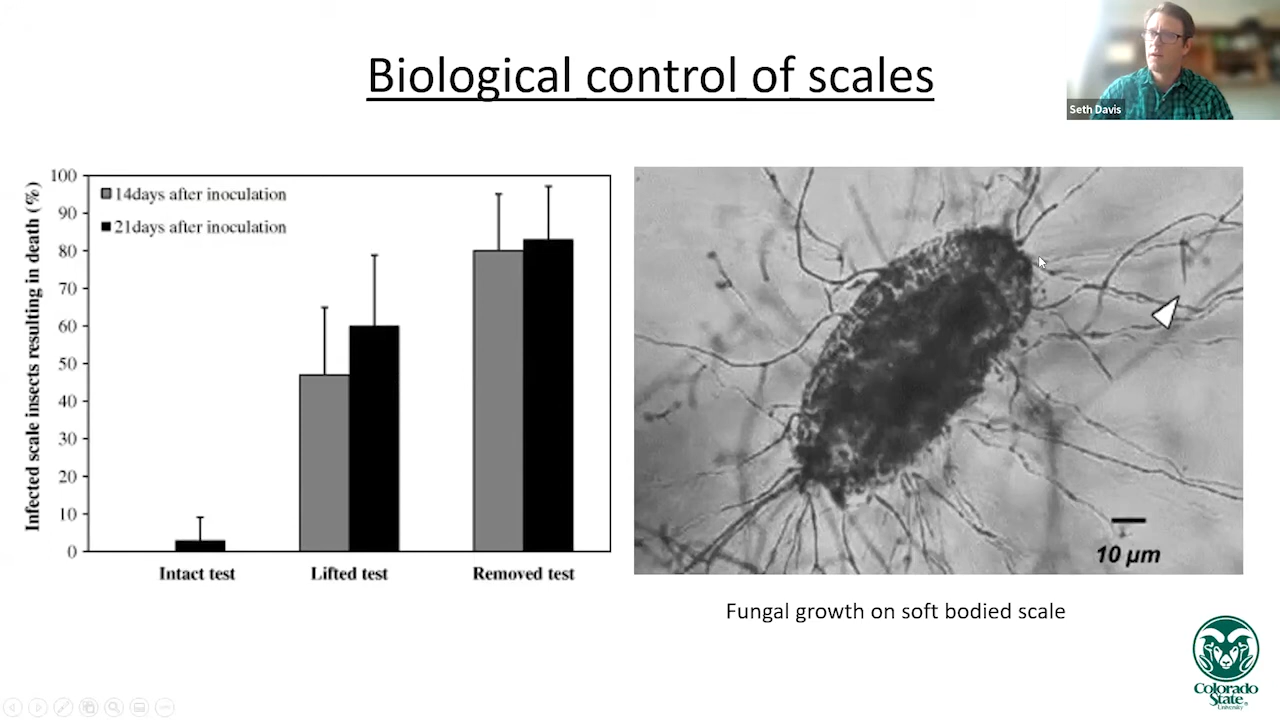 Biological control of scales
Seth Davis
Infected scale insects resulting in death (%)
100
90
80
70
60
50
40
30
20
10
0
14days after inoculation
21days after inoculation
Intact test
Lifted test
Removed test
10 µm
Fungal growth on soft bodied scale
Colorado
State
University